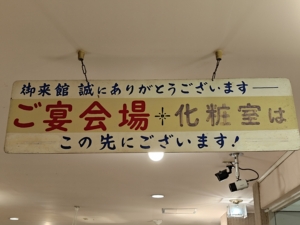 御来館 誠にありがとうございます――
ご宴会場・化粧室は
この先にございます!